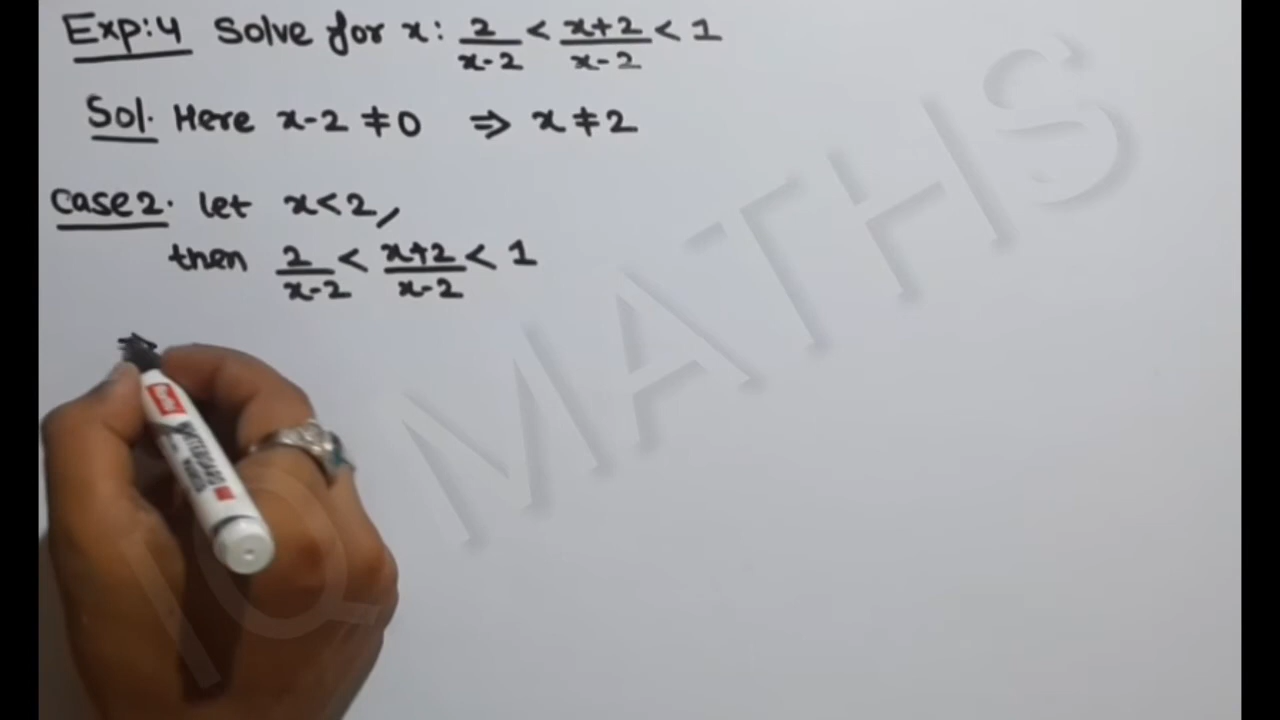 Exp:4 Solve for x: 2/(x-2) < (x+2)/(x-2) < 1
Sol. Here x-2 ≠ 0 ⇒ x ≠ 2
Case 2. let x<2,
then 2/(x-2) < (x+2)/(x-2) < 1
IQ MATHS